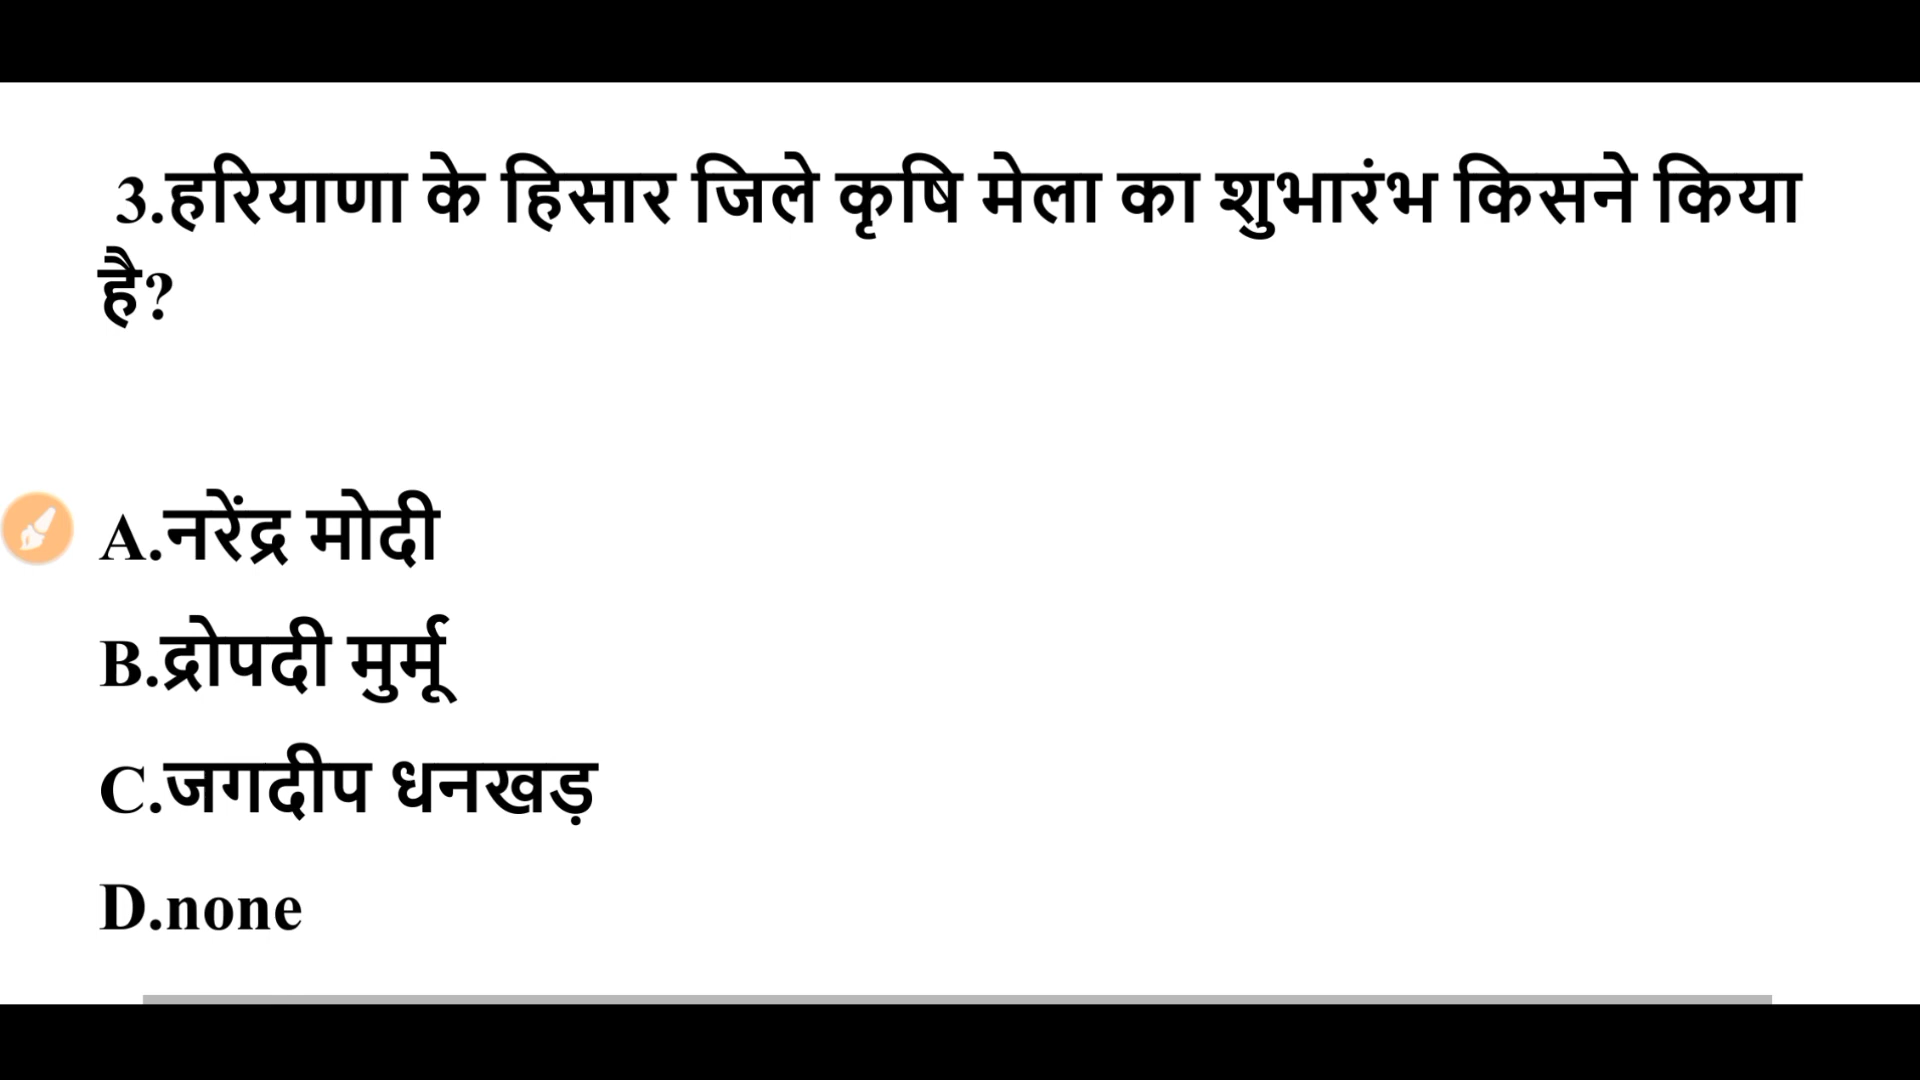 3.हरियाणा के हिसार जिले कृषि मेला का शुभारंभ किसने किया
है?
A.नरेंद्र मोदी
B.द्रोपदी मुर्मू
C.जगदीप धनखड़
D.none